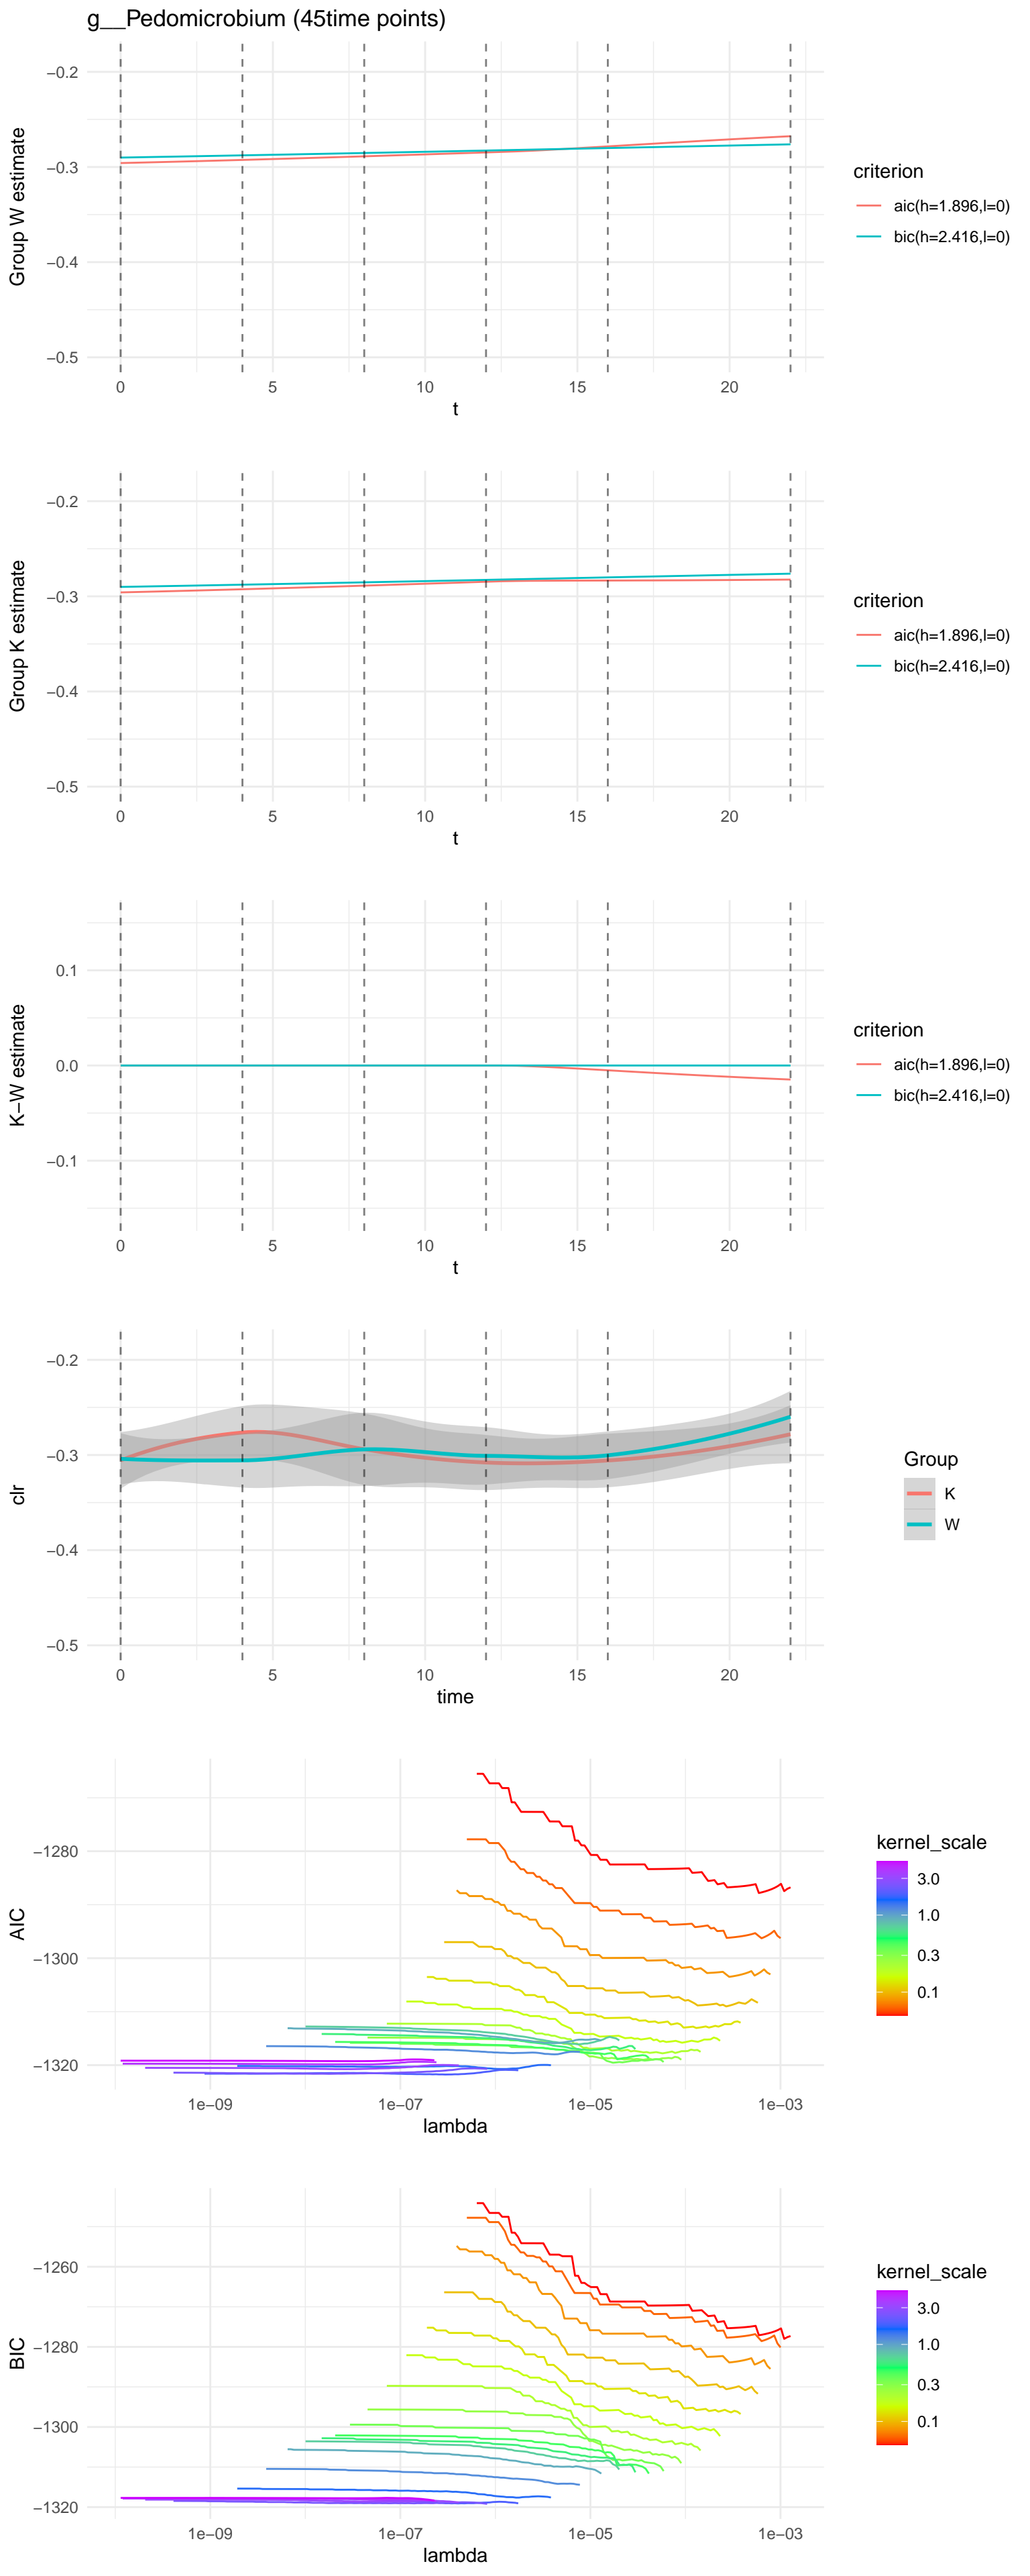 g__Pedomicrobium (45time points)
Group W estimate
−0.2
−0.3
−0.4
−0.5
0 5 10 15 20
t
criterion
aic(h=1.896,l=0)
bic(h=2.416,l=0)
Group K estimate
−0.2
−0.3
−0.4
−0.5
0 5 10 15 20
t
criterion
aic(h=1.896,l=0)
bic(h=2.416,l=0)
K−W estimate
0.1
0.0
−0.1
0 5 10 15 20
t
criterion
aic(h=1.896,l=0)
bic(h=2.416,l=0)
clr
−0.2
−0.3
−0.4
−0.5
0 5 10 15 20
time
Group
K
W
AIC
−1280
−1300
−1320
1e−09 1e−07 1e−05 1e−03
lambda
kernel_scale
3.0
1.0
0.3
0.1
BIC
−1260
−1280
−1300
−1320
1e−09 1e−07 1e−05 1e−03
lambda
kernel_scale
3.0
1.0
0.3
0.1